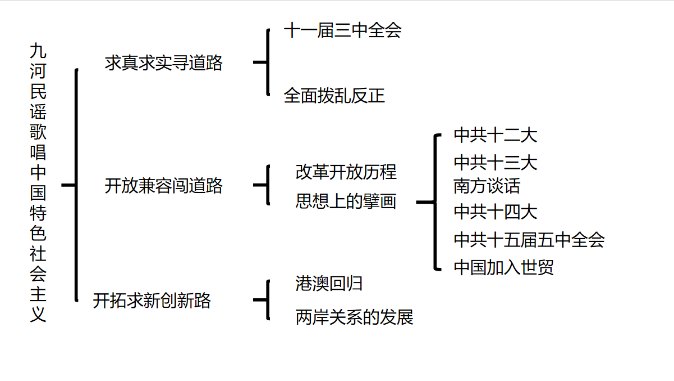 九河民谣歌唱中国特色社会主义
求真求实寻道路
十一届三中全会
全面拨乱反正
开放兼容闯道路
改革开放历程
思想上的擘画
中共十二大
中共十三大
南方谈话
中共十四大
中共十五届五中全会
中国加入世贸
开拓求新创新路
港澳回归
两岸关系的发展